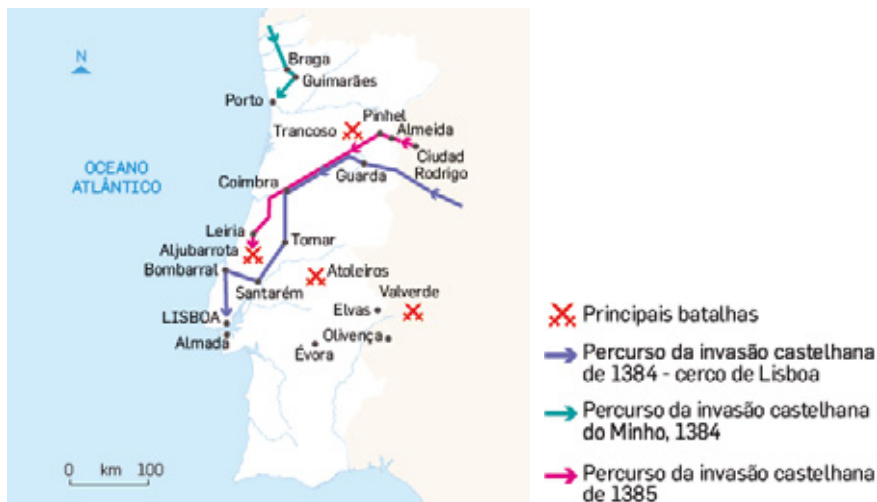 N
Braga
Guimarães
Porto
Pinhel
Trancoso
Almeida
Ciudad
Rodrigo
OCEANO
ATLÂNTICO
Coimbra
Guarda
Leiria
Aljubarrota
Tomar
Bombarral
Atoleiros
Santarém
Valverde
LISBOA
Elvas
Almada
Olivença
Évora
0 km 100
Principais batalhas
Percurso da invasão castelhana
de 1384 - cerco de Lisboa
Percurso da invasão castelhana
do Minho, 1384
Percurso da invasão castelhana
de 1385